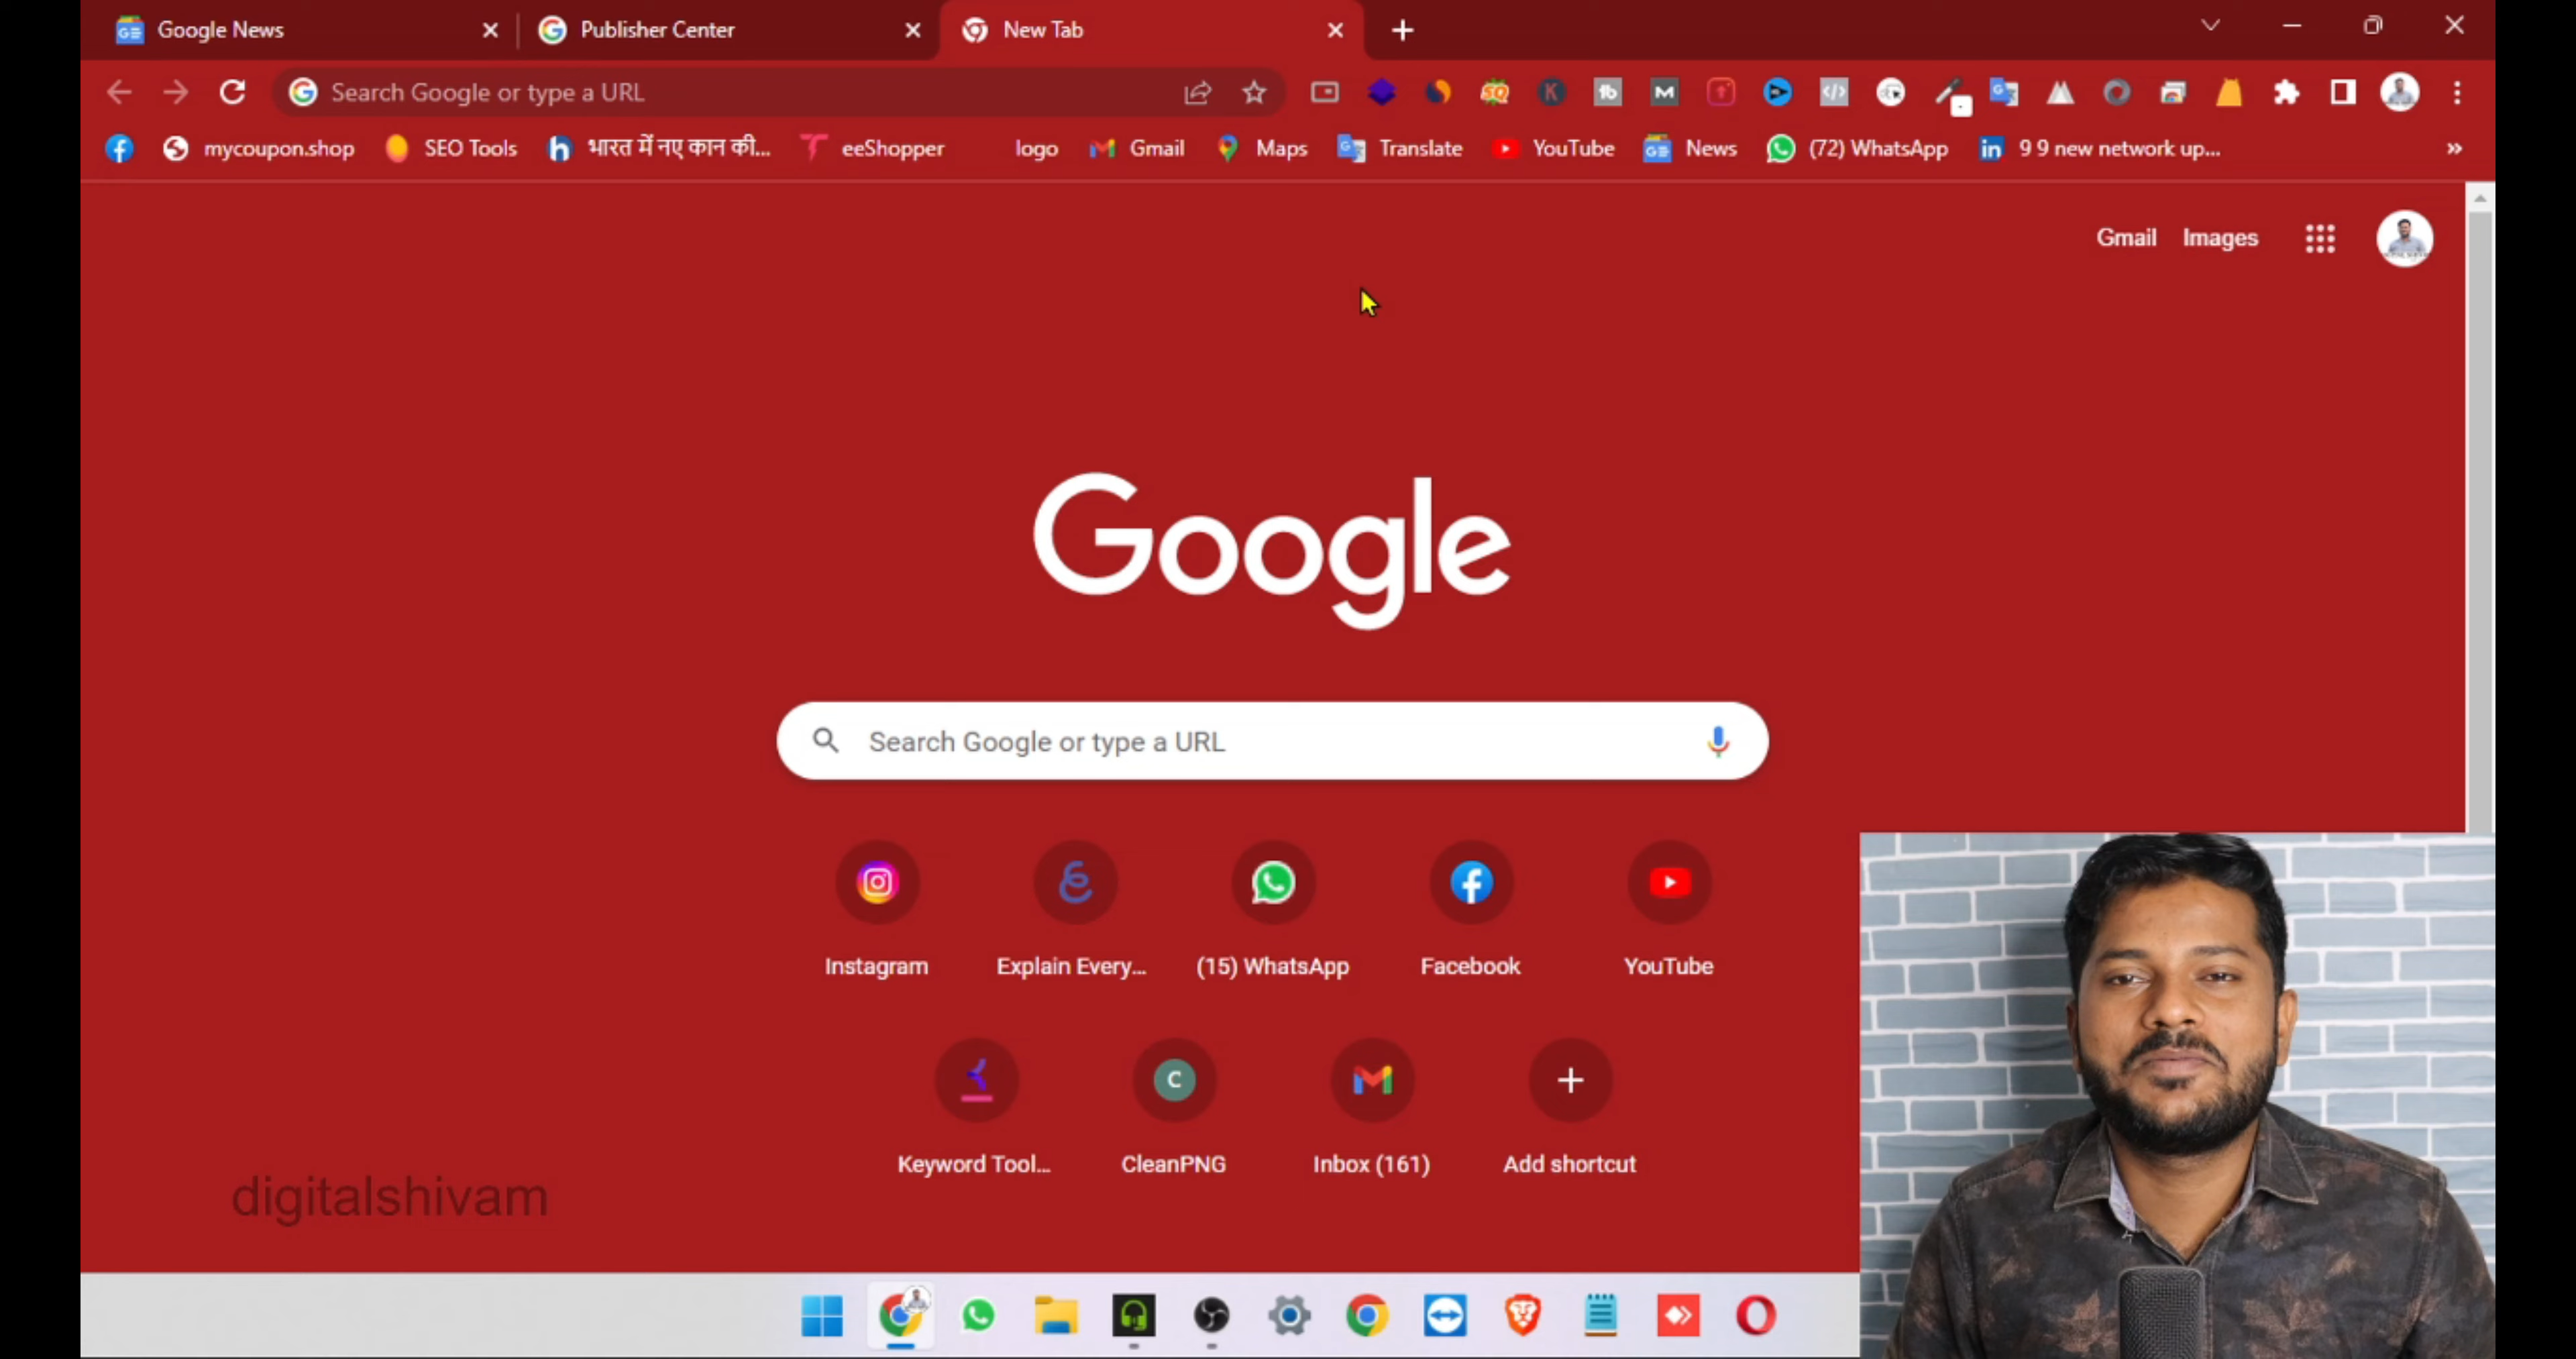 Google News
Publisher Center
New Tab
Search Google or type a URL
mycoupon.shop
SEO Tools
भारत में नए कान की...
eeShopper
logo
Gmail
Maps
Translate
YouTube
News
(72) WhatsApp
9 9 new network up...
Gmail Images
Google
Search Google or type a URL
Instagram
Explain Every...
(15) WhatsApp
Facebook
YouTube
Keyword Tool...
C
CleanPNG
Inbox (161)
Add shortcut
digitalshivam